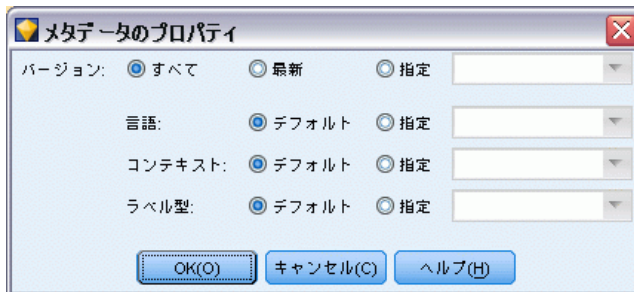 メタデータのプロパティ
バージョン: すべて 最新 指定
言語: デフォルト 指定
コンテキスト: デフォルト 指定
ラベル型: デフォルト 指定
OK(O) キャンセル(C) ヘルプ(H)